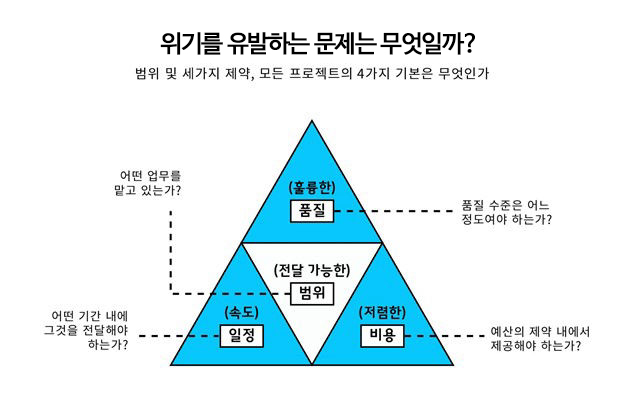 위기를 유발하는 문제는 무엇일까?
범위 및 세가지 제약, 모든 프로젝트의 4가지 기본은 무엇인가
어떤 업무를
맡고 있는가?
(훌륭한)
품질
품질 수준은 어느
정도여야 하는가?
(전달 가능한)
범위
어떤 기간 내에
그것을 전달해야
하는가?
(속도)
일정
(저렴한)
비용
예산의 제약 내에서
제공해야 하는가?